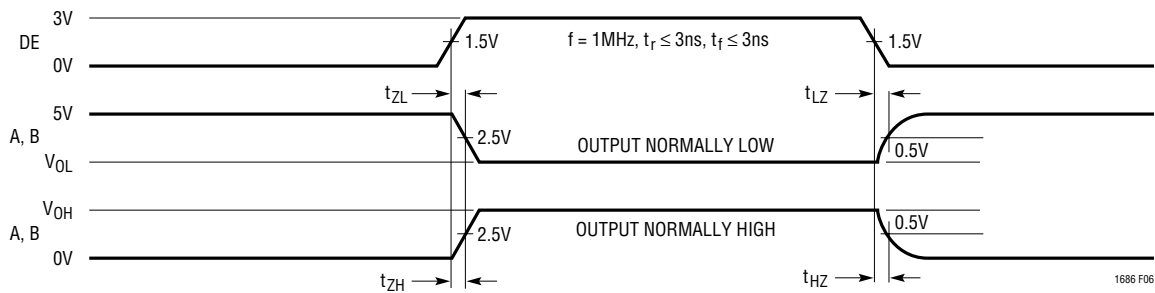 3V
DE
1.5V
f = 1MHz, tr ≤ 3ns, tf ≤ 3ns
1.5V
0V
tZL
tLZ
5V
A, B
2.5V
OUTPUT NORMALLY LOW
0.5V
VOL
VOH
A, B
2.5V
OUTPUT NORMALLY HIGH
0.5V
0V
tZH
tHZ
1686 F06